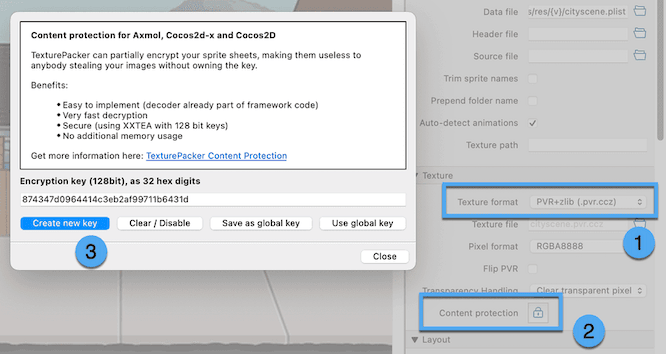 Content protection for Axmol, Cocos2d-x and Cocos2D
TexturePacker can partially encrypt your sprite sheets, making them useless to
anybody stealing your images without owning the key.
Benefits:
• Easy to implement (decoder already part of framework code)
• Very fast decryption
• Secure (using XXTEA with 128 bit keys)
• No additional memory usage
Get more information here: TexturePacker Content Protection
Encryption key (128bit), as 32 hex digits
874347d0964414c3eb2af99711b6431d
Create new key
Clear / Disable
Save as global key
Use global key
3
Close
Data file
s/res/{v}/cityscene.plist
Header file
Source file
Trim sprite names
Prepend folder name
Auto-detect animations
Texture path
Texture
Texture format
PVR+zlib (.pvr.ccz)
1
Texture file
cityscene.pvr.ccz
Pixel format
RGBA8888
Flip PVR
Transparency Handling
Clear transparent pixel
Content protection
2
Layout